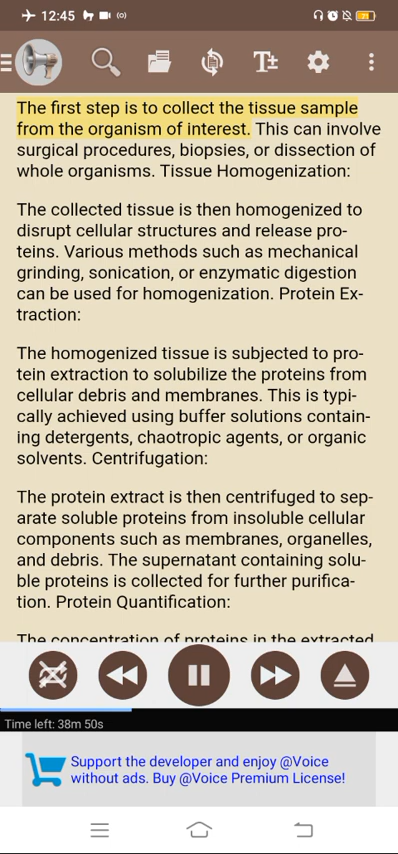 12:45
T±
The first step is to collect the tissue sample
from the organism of interest. This can involve
surgical procedures, biopsies, or dissection of
whole organisms. Tissue Homogenization:
The collected tissue is then homogenized to
disrupt cellular structures and release pro-
teins. Various methods such as mechanical
grinding, sonication, or enzymatic digestion
can be used for homogenization. Protein Ex-
traction:
The homogenized tissue is subjected to pro-
tein extraction to solubilize the proteins from
cellular debris and membranes. This is typi-
cally achieved using buffer solutions contain-
ing detergents, chaotropic agents, or organic
solvents. Centrifugation:
The protein extract is then centrifuged to sep-
arate soluble proteins from insoluble cellular
components such as membranes, organelles,
and debris. The supernatant containing solu-
ble proteins is collected for further purifica-
tion. Protein Quantification:
The concentration of proteins in the extracted
Time left: 38m 50s
Support the developer and enjoy @Voice
without ads. Buy @Voice Premium License!